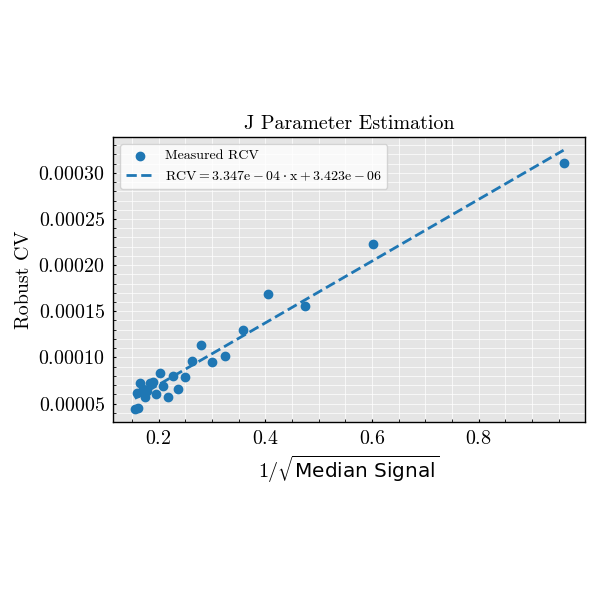 J Parameter Estimation
Measured RCV
RCV = 3.347e − 04 · x + 3.423e − 06
Robust CV
0.00030
0.00025
0.00020
0.00015
0.00010
0.00005
0.2 0.4 0.6 0.8
1/√Median Signal